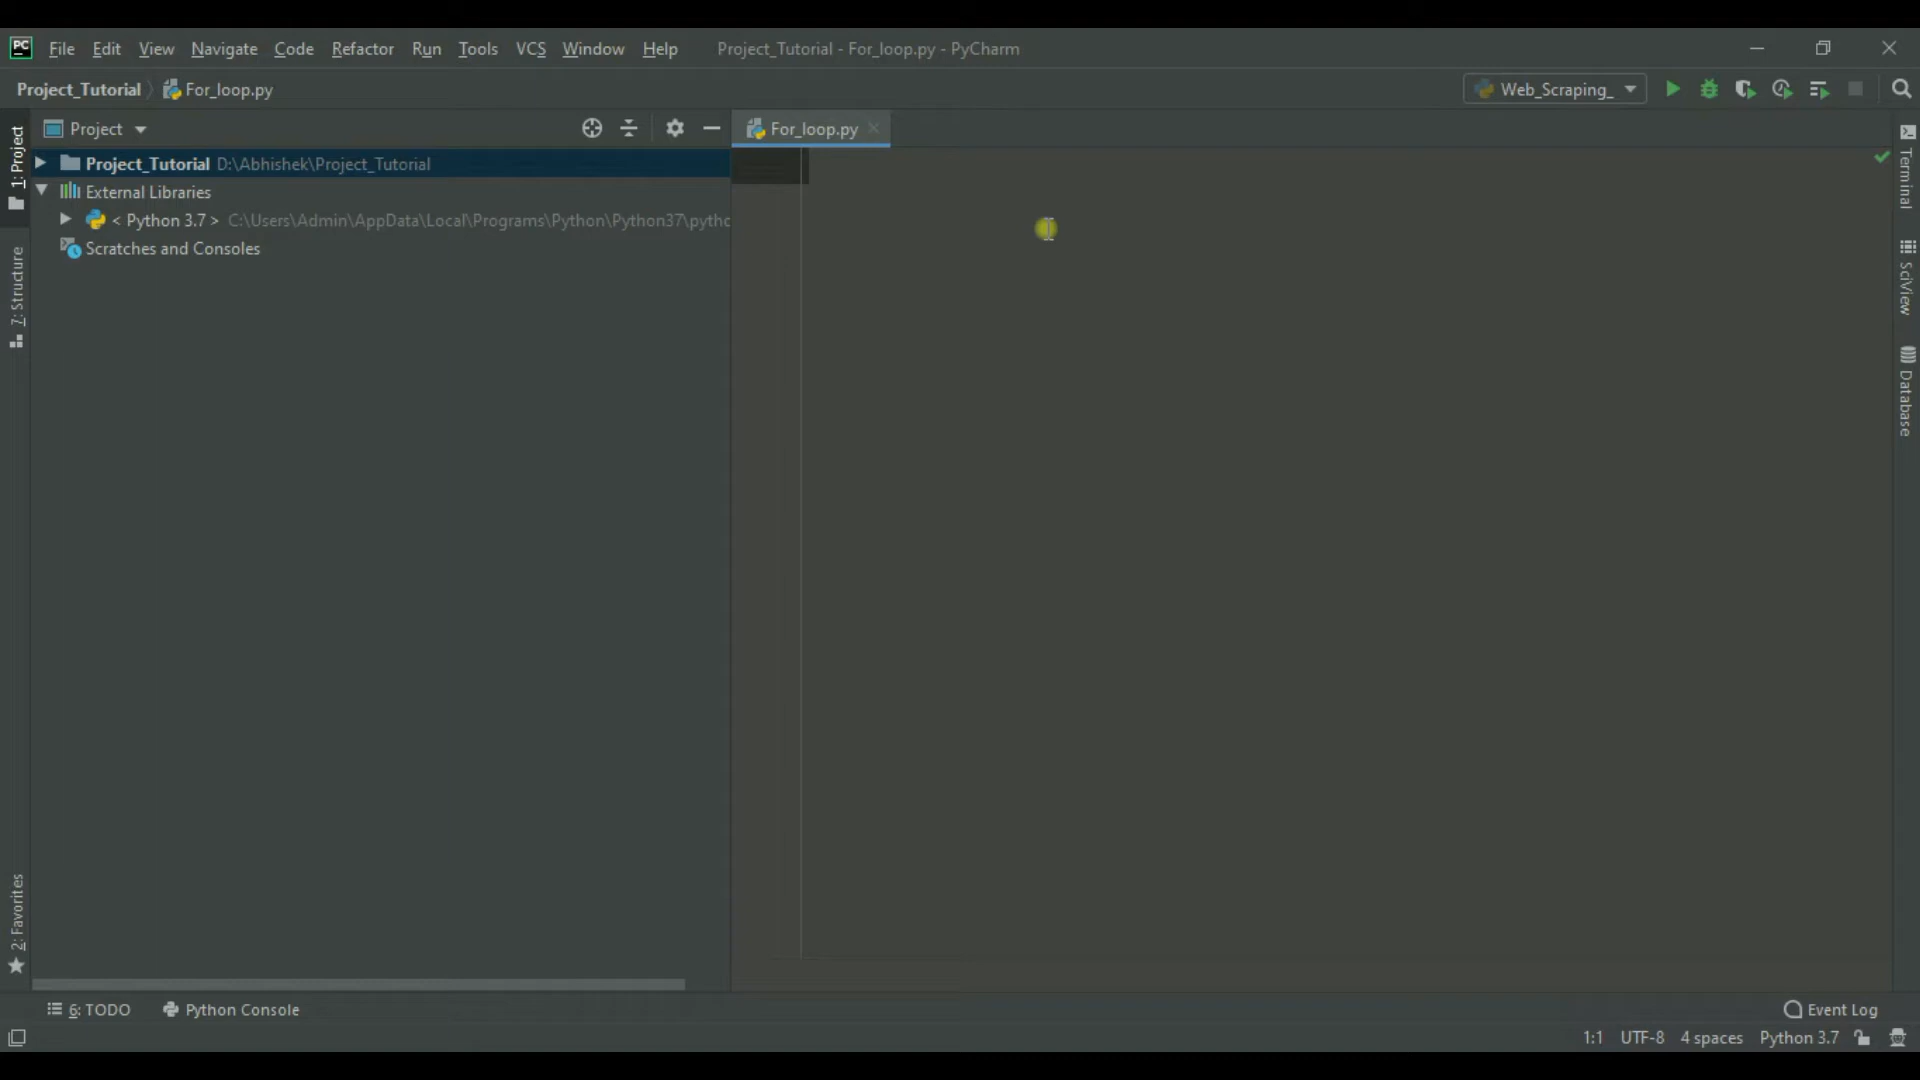 PC File Edit View Navigate Code Refactor Run Tools VCS Window Help Project_Tutorial - For_loop.py - PyCharm
Project_Tutorial For_loop.py Web_Scraping_
Project For_loop.py
Project_Tutorial D:\Abhishek\Project_Tutorial
External Libraries
< Python 3.7 > C:\Users\Admin\AppData\Local\Programs\Python\Python37\pytho
Scratches and Consoles
1: Project
7: Structure
2: Favorites
Terminal
SciView
Database
6: TODO Python Console Event Log
1:1 UTF-8 4 spaces Python 3.7